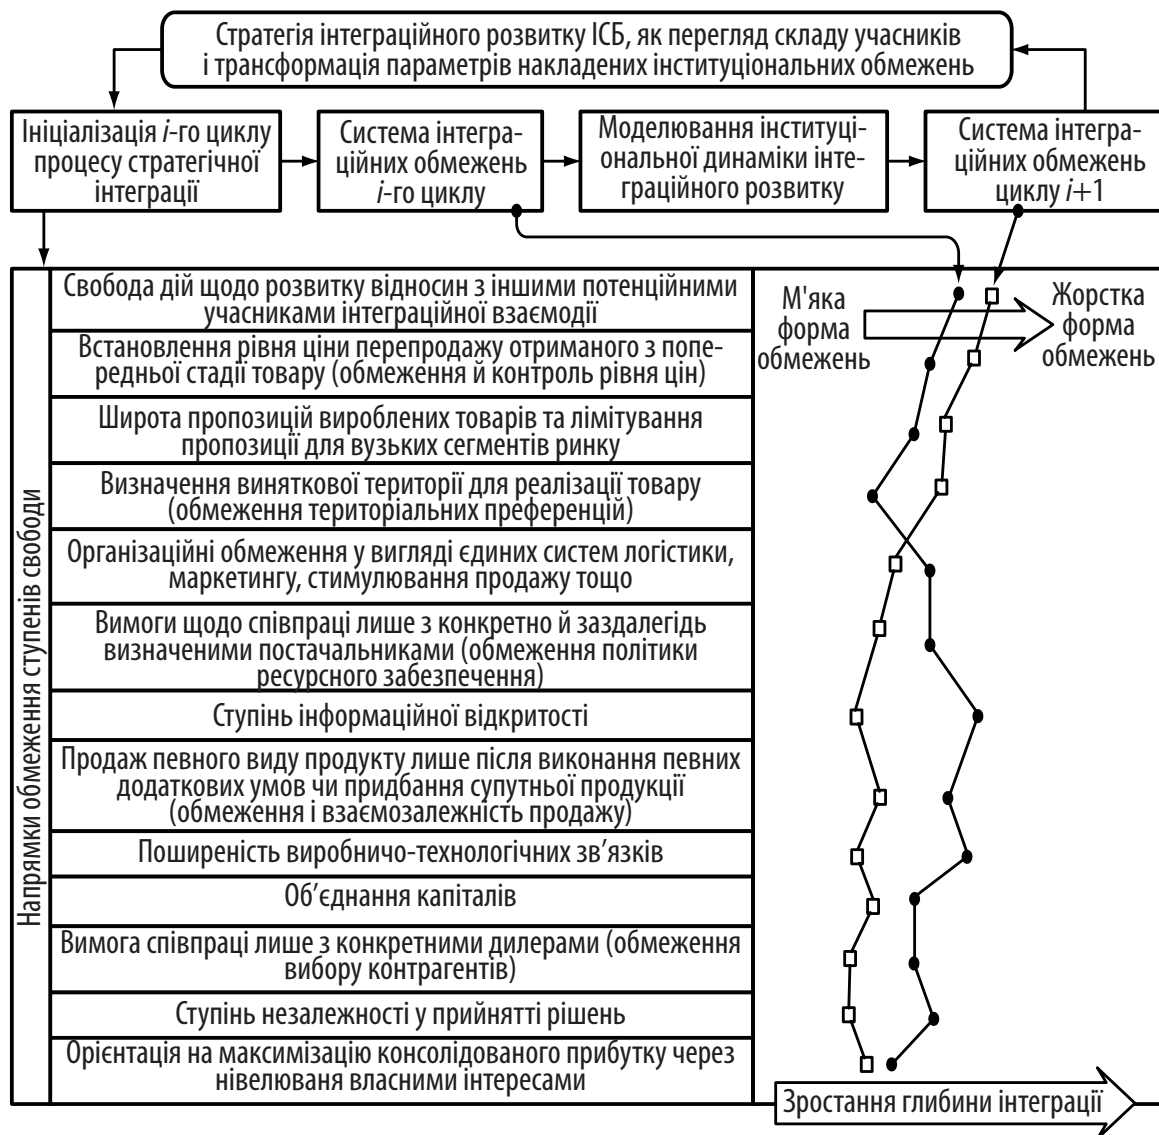 Стратегія інтеграційного розвитку ІСБ, як перегляд складу учасників
і трансформація параметрів накладених інституціональних обмежень
Ініціалізація i-го циклу
процесу стратегічної
інтеграції
Система інтегра-
ційних обмежень
i-го циклу
Моделювання інституці-
ональної динаміки інте-
граційного розвитку
Система інтегра-
ційних обмежень
циклу i+1
Напрямки обмеження ступенів свободи
Свобода дій щодо розвитку відносин з іншими потенційними
учасниками інтеграційної взаємодії
Встановлення рівня ціни перепродажу отриманого з попе-
редньої стадії товару (обмеження й контроль рівня цін)
Широта пропозицій вироблених товарів та лімітування
пропозиції для вузьких сегментів ринку
Визначення виняткової території для реалізації товару
(обмеження територіальних преференцій)
Організаційні обмеження у вигляді єдиних систем логістики,
маркетингу, стимулювання продажу тощо
Вимоги щодо співпраці лише з конкретно й заздалегідь
визначеними постачальниками (обмеження політики
ресурсного забезпечення)
Ступінь інформаційної відкритості
Продаж певного виду продукту лише після виконання певних
додаткових умов чи придбання супутньої продукції
(обмеження і взаємозалежність продажу)
Поширеність виробничо-технологічних зв’язків
Об’єднання капіталів
Вимога співпраці лише з конкретними дилерами (обмеження
вибору контрагентів)
Ступінь незалежності у прийнятті рішень
Орієнтація на максимізацію консолідованого прибутку через
нівелюваня власними інтересами
М'яка
форма
обмежень
Жорстка
форма
обмежень
Зростання глибини інтеграції